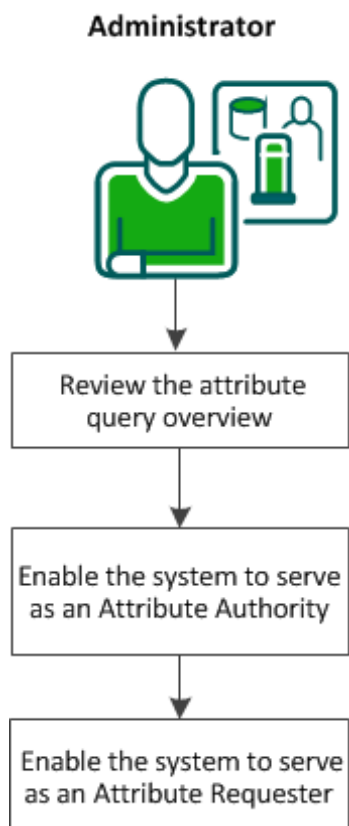 Administrator
Review the attribute
query overview
Enable the system to serve
as an Attribute Authority
Enable the system to serve
as an Attribute Requester